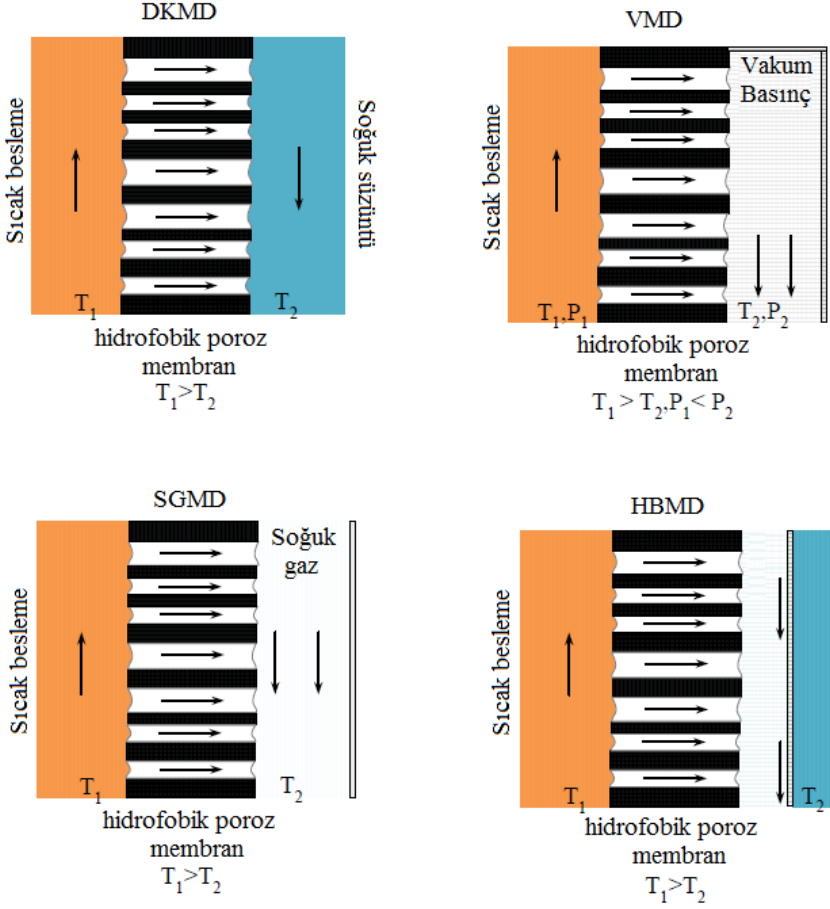 DKMD
Sıcak besleme
Soğuk süzüntü
T₁
T₂
hidrofobik poroz
membran
T₁>T₂
VMD
Sıcak besleme
Vakum
Basınç
T₁,P₁
T₂,P₂
hidrofobik poroz
membran
T₁ > T₂,P₁< P₂
SGMD
Sıcak besleme
Soğuk
gaz
T₁
T₂
hidrofobik poroz
membran
T₁>T₂
HBMD
Sıcak besleme
T₁
T₂
hidrofobik poroz
membran
T₁>T₂